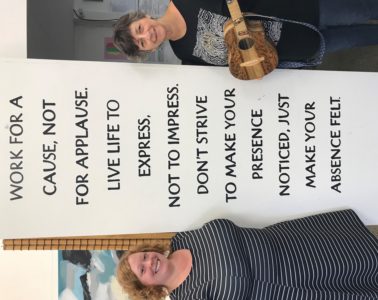 WORK FOR A
CAUSE, NOT
FOR APPLAUSE.
LIVE LIFE TO
EXPRESS,
NOT TO IMPRESS.
DON'T STRIVE
TO MAKE YOUR
PRESENCE
NOTICED, JUST
MAKE YOUR
ABSENCE FELT.